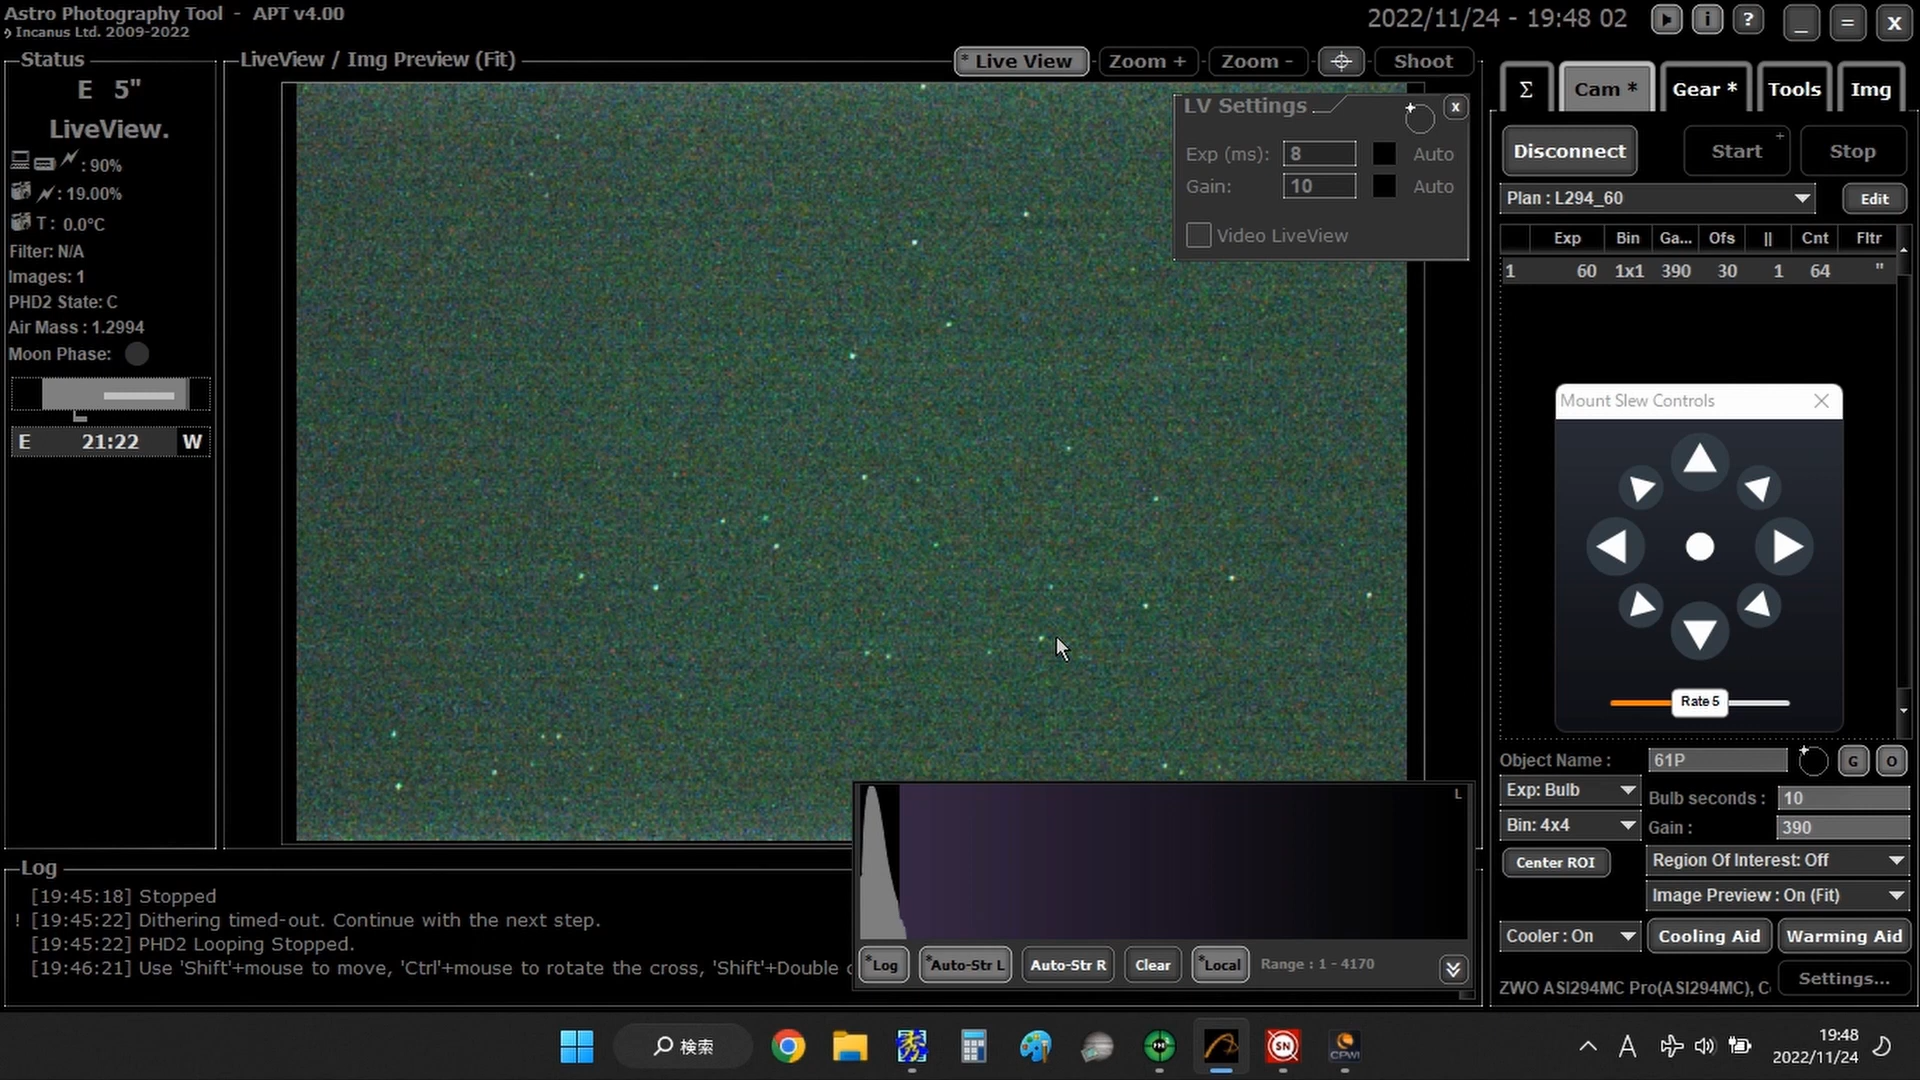 Astro Photography Tool - APT v4.00
Incanus Ltd. 2009-2022
2022/11/24 - 19:48 02
i
?
_
=
X
Status
E 5"
LiveView.
: 90%
: 19.00%
T : 0.0°C
Filter: N/A
Images: 1
PHD2 State: C
Air Mass : 1.2994
Moon Phase:
E 21:22 W
LiveView / Img Preview (Fit)
* Live View
Zoom +
Zoom -
Shoot
LV Settings
x
Exp (ms): 8 Auto
Gain: 10 Auto
Video LiveView
Σ
Cam *
Gear *
Tools
Img
Disconnect
Start +
Stop
Plan : L294_60
Edit
Exp Bin Ga... Ofs || Cnt Fltr
1 60 1x1 390 30 1 64 "
Mount Slew Controls
Rate 5
Object Name : 61P
G
O
Exp: Bulb
Bulb seconds : 10
Bin: 4x4
Gain : 390
Center ROI
Region Of Interest: Off
Image Preview : On (Fit)
Cooler : On
Cooling Aid
Warming Aid
ZWO ASI294MC Pro(ASI294MC), C
Settings...
Log
[19:45:18] Stopped
! [19:45:22] Dithering timed-out. Continue with the next step.
[19:45:22] PHD2 Looping Stopped.
[19:46:21] Use 'Shift'+mouse to move, 'Ctrl'+mouse to rotate the cross, 'Shift'+Double
L
*Log
*Auto-Str L
Auto-Str R
Clear
*Local
Range : 1 - 4170
検索
SN
CPWI
A
19:48
2022/11/24